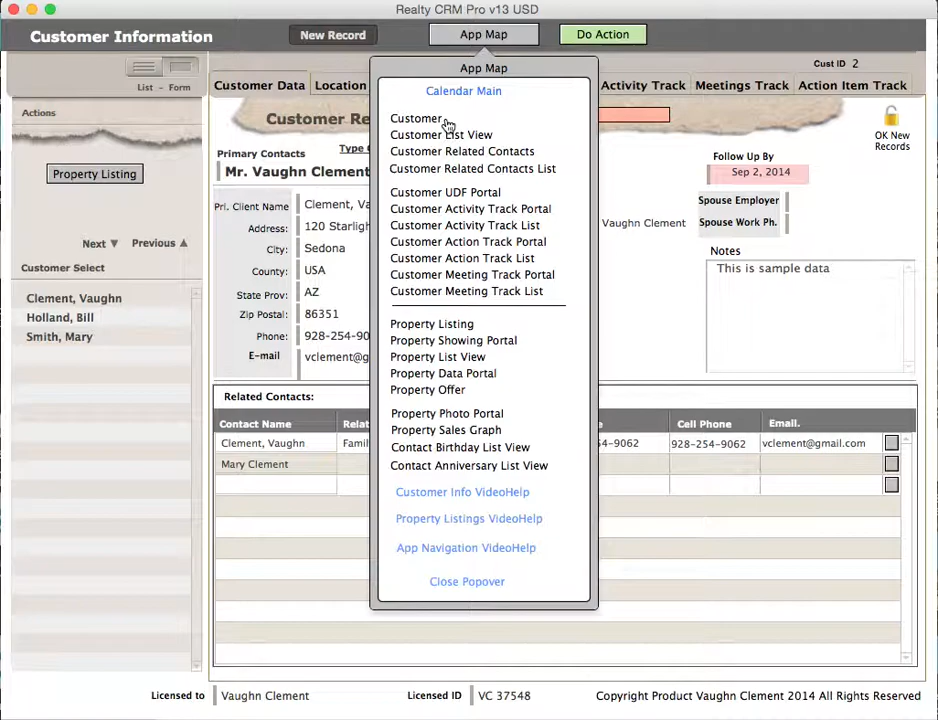 Realty CRM Pro v13 USD
Customer Information
New Record
App Map
Do Action
List - Form
Cust ID 2
Customer Data
Location
Activity Track
Meetings Track
Action Item Track
App Map
Calendar Main
Customer
Customer List View
Customer Related Contacts
Customer Related Contacts List
Customer UDF Portal
Customer Activity Track Portal
Customer Activity Track List
Customer Action Track Portal
Customer Action Track List
Customer Meeting Track Portal
Customer Meeting Track List
Property Listing
Property Showing Portal
Property List View
Property Data Portal
Property Offer
Property Photo Portal
Property Sales Graph
Contact Birthday List View
Contact Anniversary List View
Customer Info VideoHelp
Property Listings VideoHelp
App Navigation VideoHelp
Close Popover
Actions
Property Listing
Next ▼ Previous ▲
Customer Select
Clement, Vaughn
Holland, Bill
Smith, Mary
Customer Re
Primary Contacts
Type
Mr. Vaughn Clement
Pri. Client Name Clement, Va
Address: 120 Starligh
City: Sedona
County: USA
State Prov: AZ
Zip Postal: 86351
Phone: 928-254-90
E-mail vclement@g
OK New
Records
Follow Up By
Sep 2, 2014
Spouse Employer
Vaughn Clement Spouse Work Ph.
Notes
This is sample data
Related Contacts:
Contact Name Relat Cell Phone Email.
Clement, Vaughn Famil 54-9062 928-254-9062 vclement@gmail.com
Mary Clement
Licensed to Vaughn Clement Licensed ID VC 37548 Copyright Product Vaughn Clement 2014 All Rights Reserved